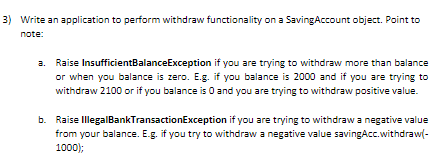 3) Write an application to perform withdraw functionality on a SavingAccount object. Point to
note:
a. Raise InsufficientBalanceException if you are trying to withdraw more than balance
or when you balance is zero. E.g. if you balance is 2000 and if you are trying to
withdraw 2100 or if you balance is 0 and you are trying to withdraw positive value.
b. Raise IllegalBankTransactionException if you are trying to withdraw a negative value
from your balance. E.g. if you try to withdraw a negative value savingAcc.withdraw(-
1000);